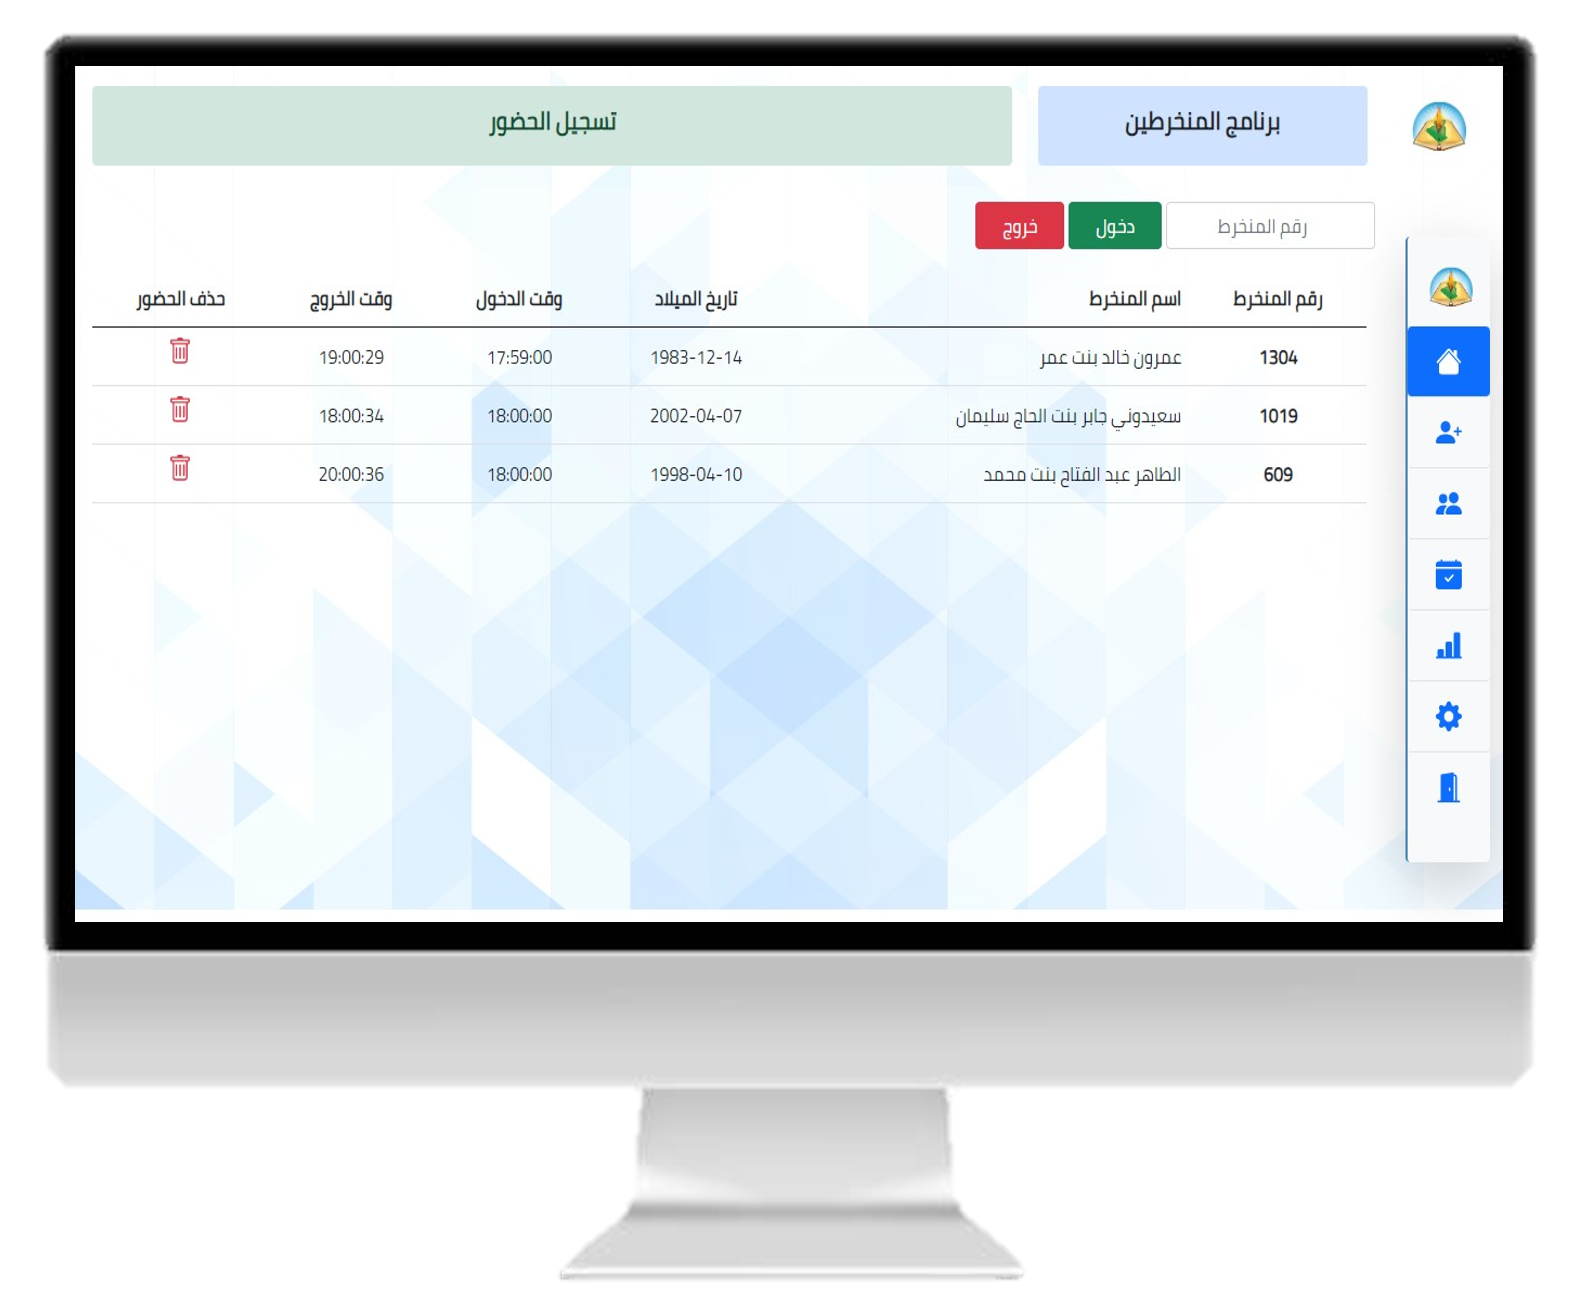 برنامج المنخرطين
تسجيل الحضور
رقم المنخرط دخول خروج
رقم المنخرط اسم المنخرط تاريخ الميلاد وقت الدخول وقت الخروج حذف الحضور
1304 عمرون خالد بنت عمر 1983-12-14 17:59:00 19:00:29
1019 سعيدوني جابر بنت الحاج سليمان 2002-04-07 18:00:00 18:00:34
609 الطاهر عبد الفتاح بنت محمد 1998-04-10 18:00:00 20:00:36